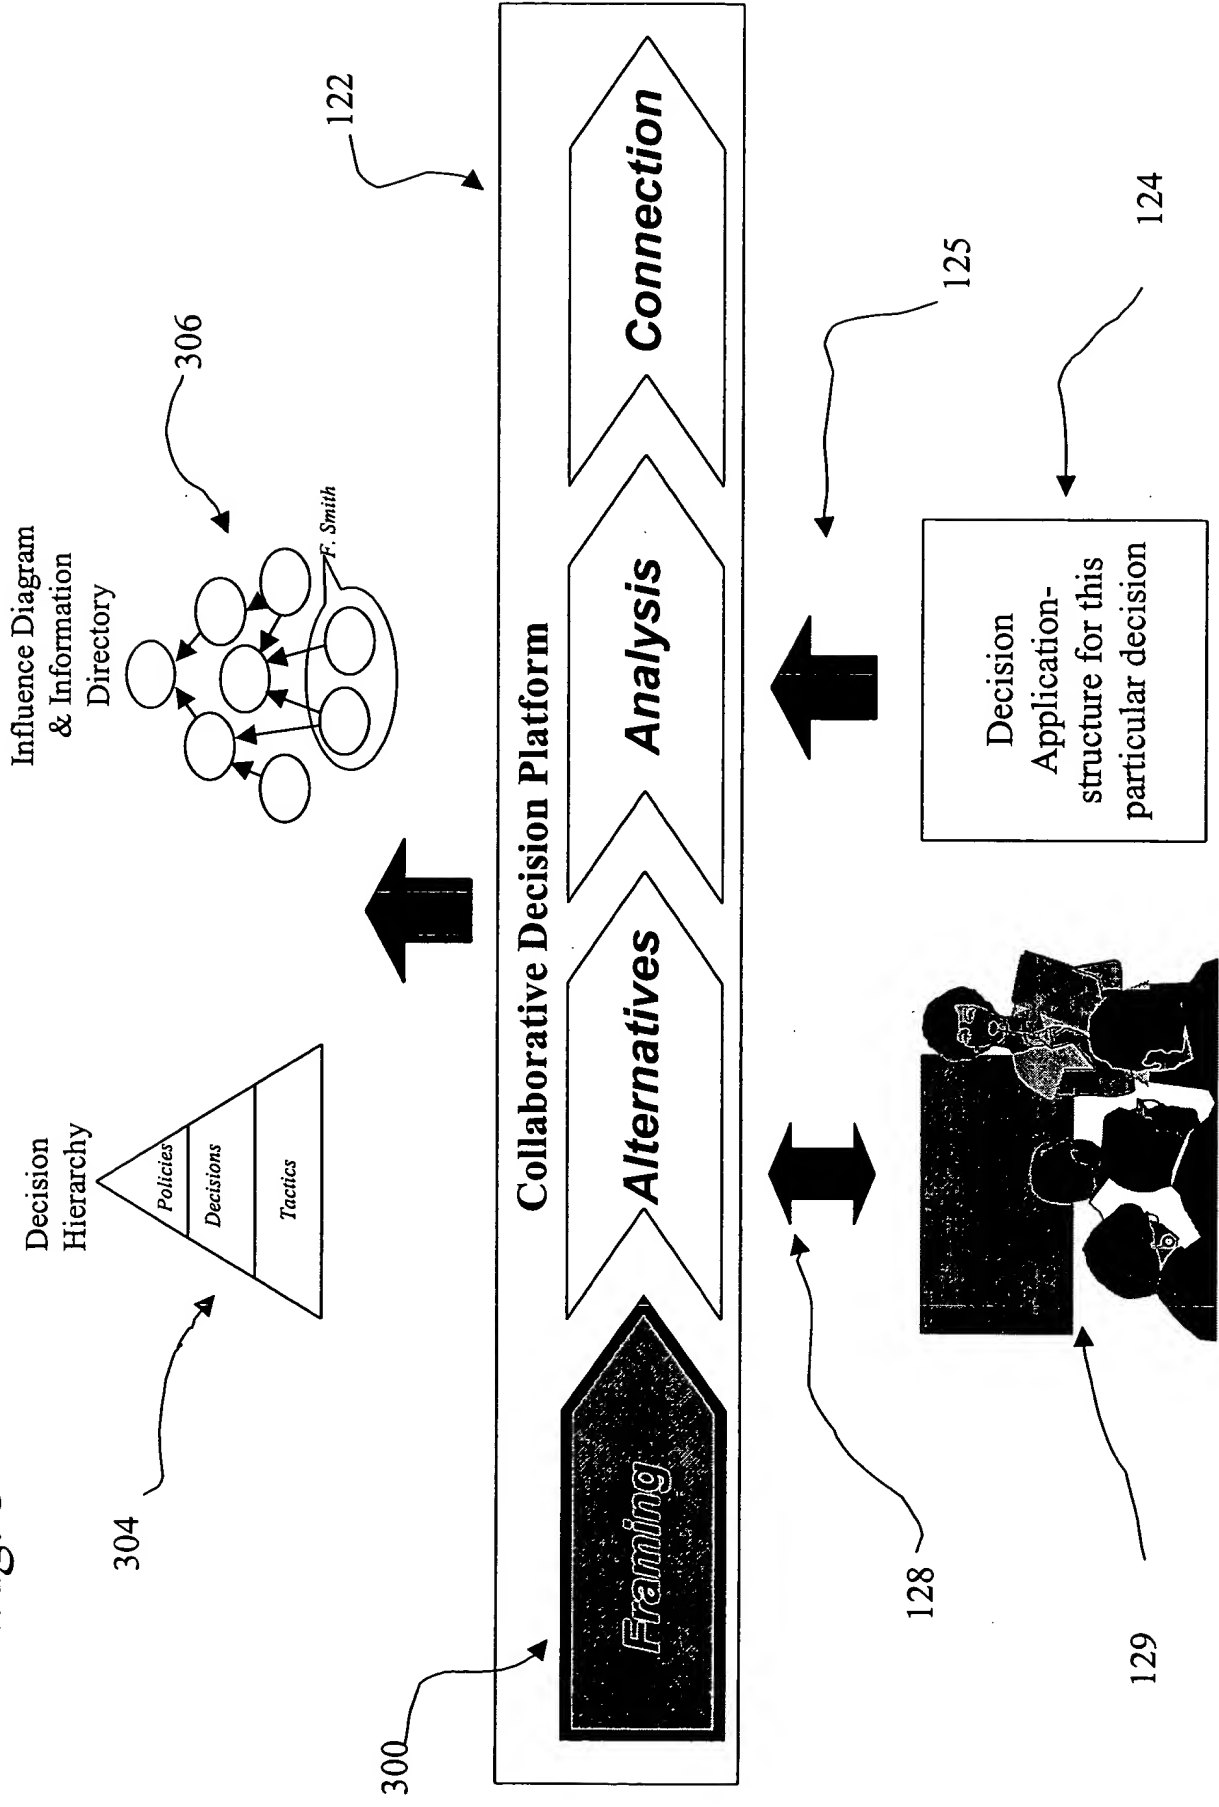 304
Decision
Hierarchy
Policies
Decisions
Tactics
Influence Diagram
& Information
Directory
F. Smith
306
122
300
Collaborative Decision Platform
Framing
Alternatives
Analysis
Connection
128
125
129
Decision
Application-
structure for this
particular decision
124